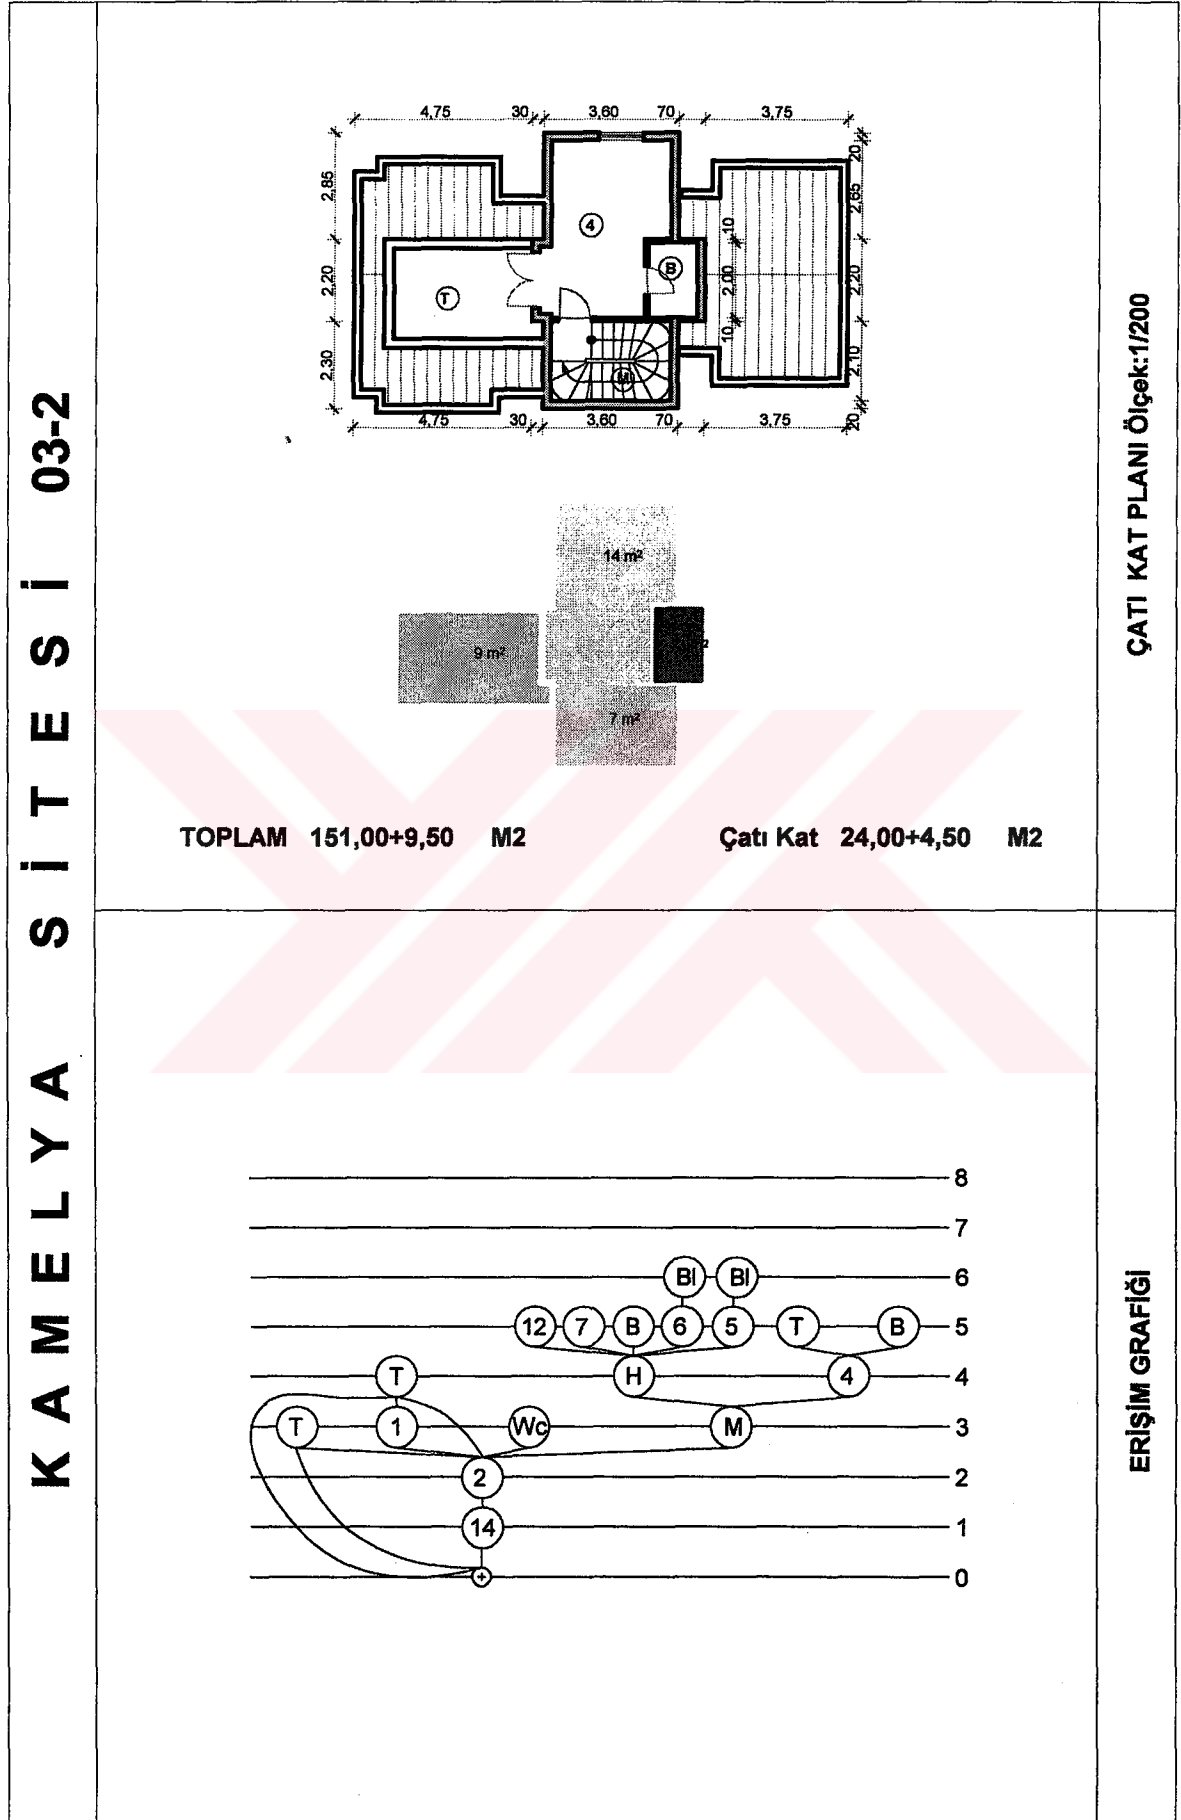 KAMELYA SİTESİ 03-2
4,75 30 3,60 70 3,75
20
2,85 2,65
4 10
B
T 2,20 2,00 2,20
10
2,30 2,10
M
4,75 30 3,60 70 3,75 20
14 m²
9 m²
7 m²
TOPLAM 151,00+9,50 M2 Çatı Kat 24,00+4,50 M2
ÇATI KAT PLANI Ölçek:1/200
8
7
Bl Bl 6
12 7 B 6 5 T B 5
T H 4 4
T 1 Wc M 3
2 2
14 1
+ 0
ERİŞİM GRAFİĞİ